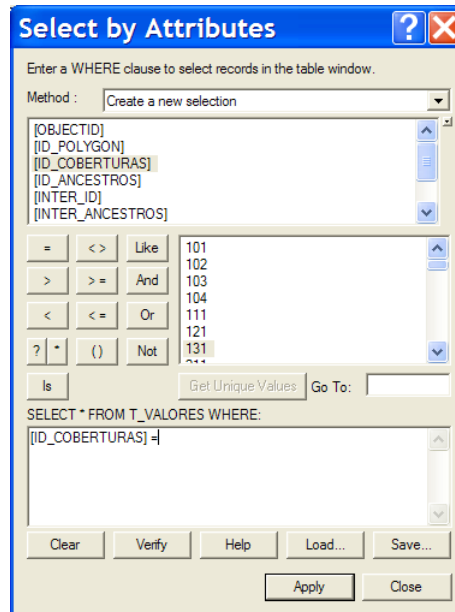 Select by Attributes
Enter a WHERE clause to select records in the table window.
Method : Create a new selection
[OBJECTID]
[ID_POLYGON]
[ID_COBERTURAS]
[ID_ANCESTROS]
[INTER_ID]
[INTER_ANCESTROS]
= < > Like
> > = And
< < = Or
? * ( ) Not
Is
101
102
103
104
111
121
131
Get Unique Values Go To:
SELECT * FROM T_VALORES WHERE:
[ID_COBERTURAS] =
Clear Verify Help Load... Save...
Apply Close